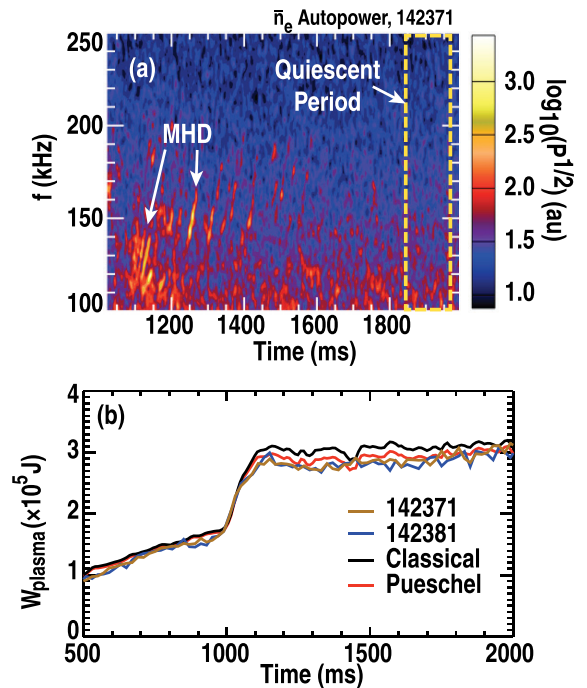 n̄e Autopower, 142371
(a)
MHD
Quiescent
Period
250
200
150
100
f (kHz)
1200 1400 1600 1800
Time (ms)
3.0
2.5
2.0
1.5
1.0
log10(P1/2) (au)
(b)
4
3
2
1
0
Wplasma (×10⁵ J)
142371
142381
Classical
Pueschel
500 1000 1500 2000
Time (ms)